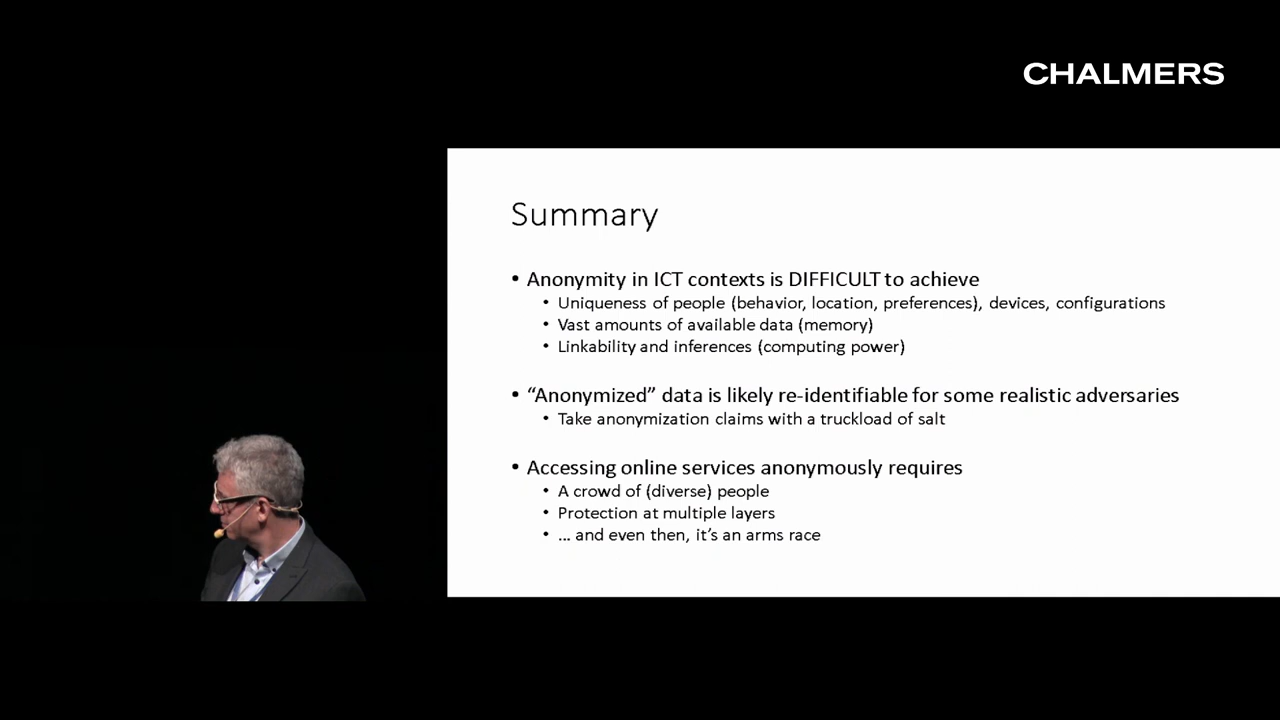 CHALMERS
Summary
• Anonymity in ICT contexts is DIFFICULT to achieve
• Uniqueness of people (behavior, location, preferences), devices, configurations
• Vast amounts of available data (memory)
• Linkability and inferences (computing power)
• “Anonymized” data is likely re-identifiable for some realistic adversaries
• Take anonymization claims with a truckload of salt
• Accessing online services anonymously requires
• A crowd of (diverse) people
• Protection at multiple layers
• … and even then, it’s an arms race